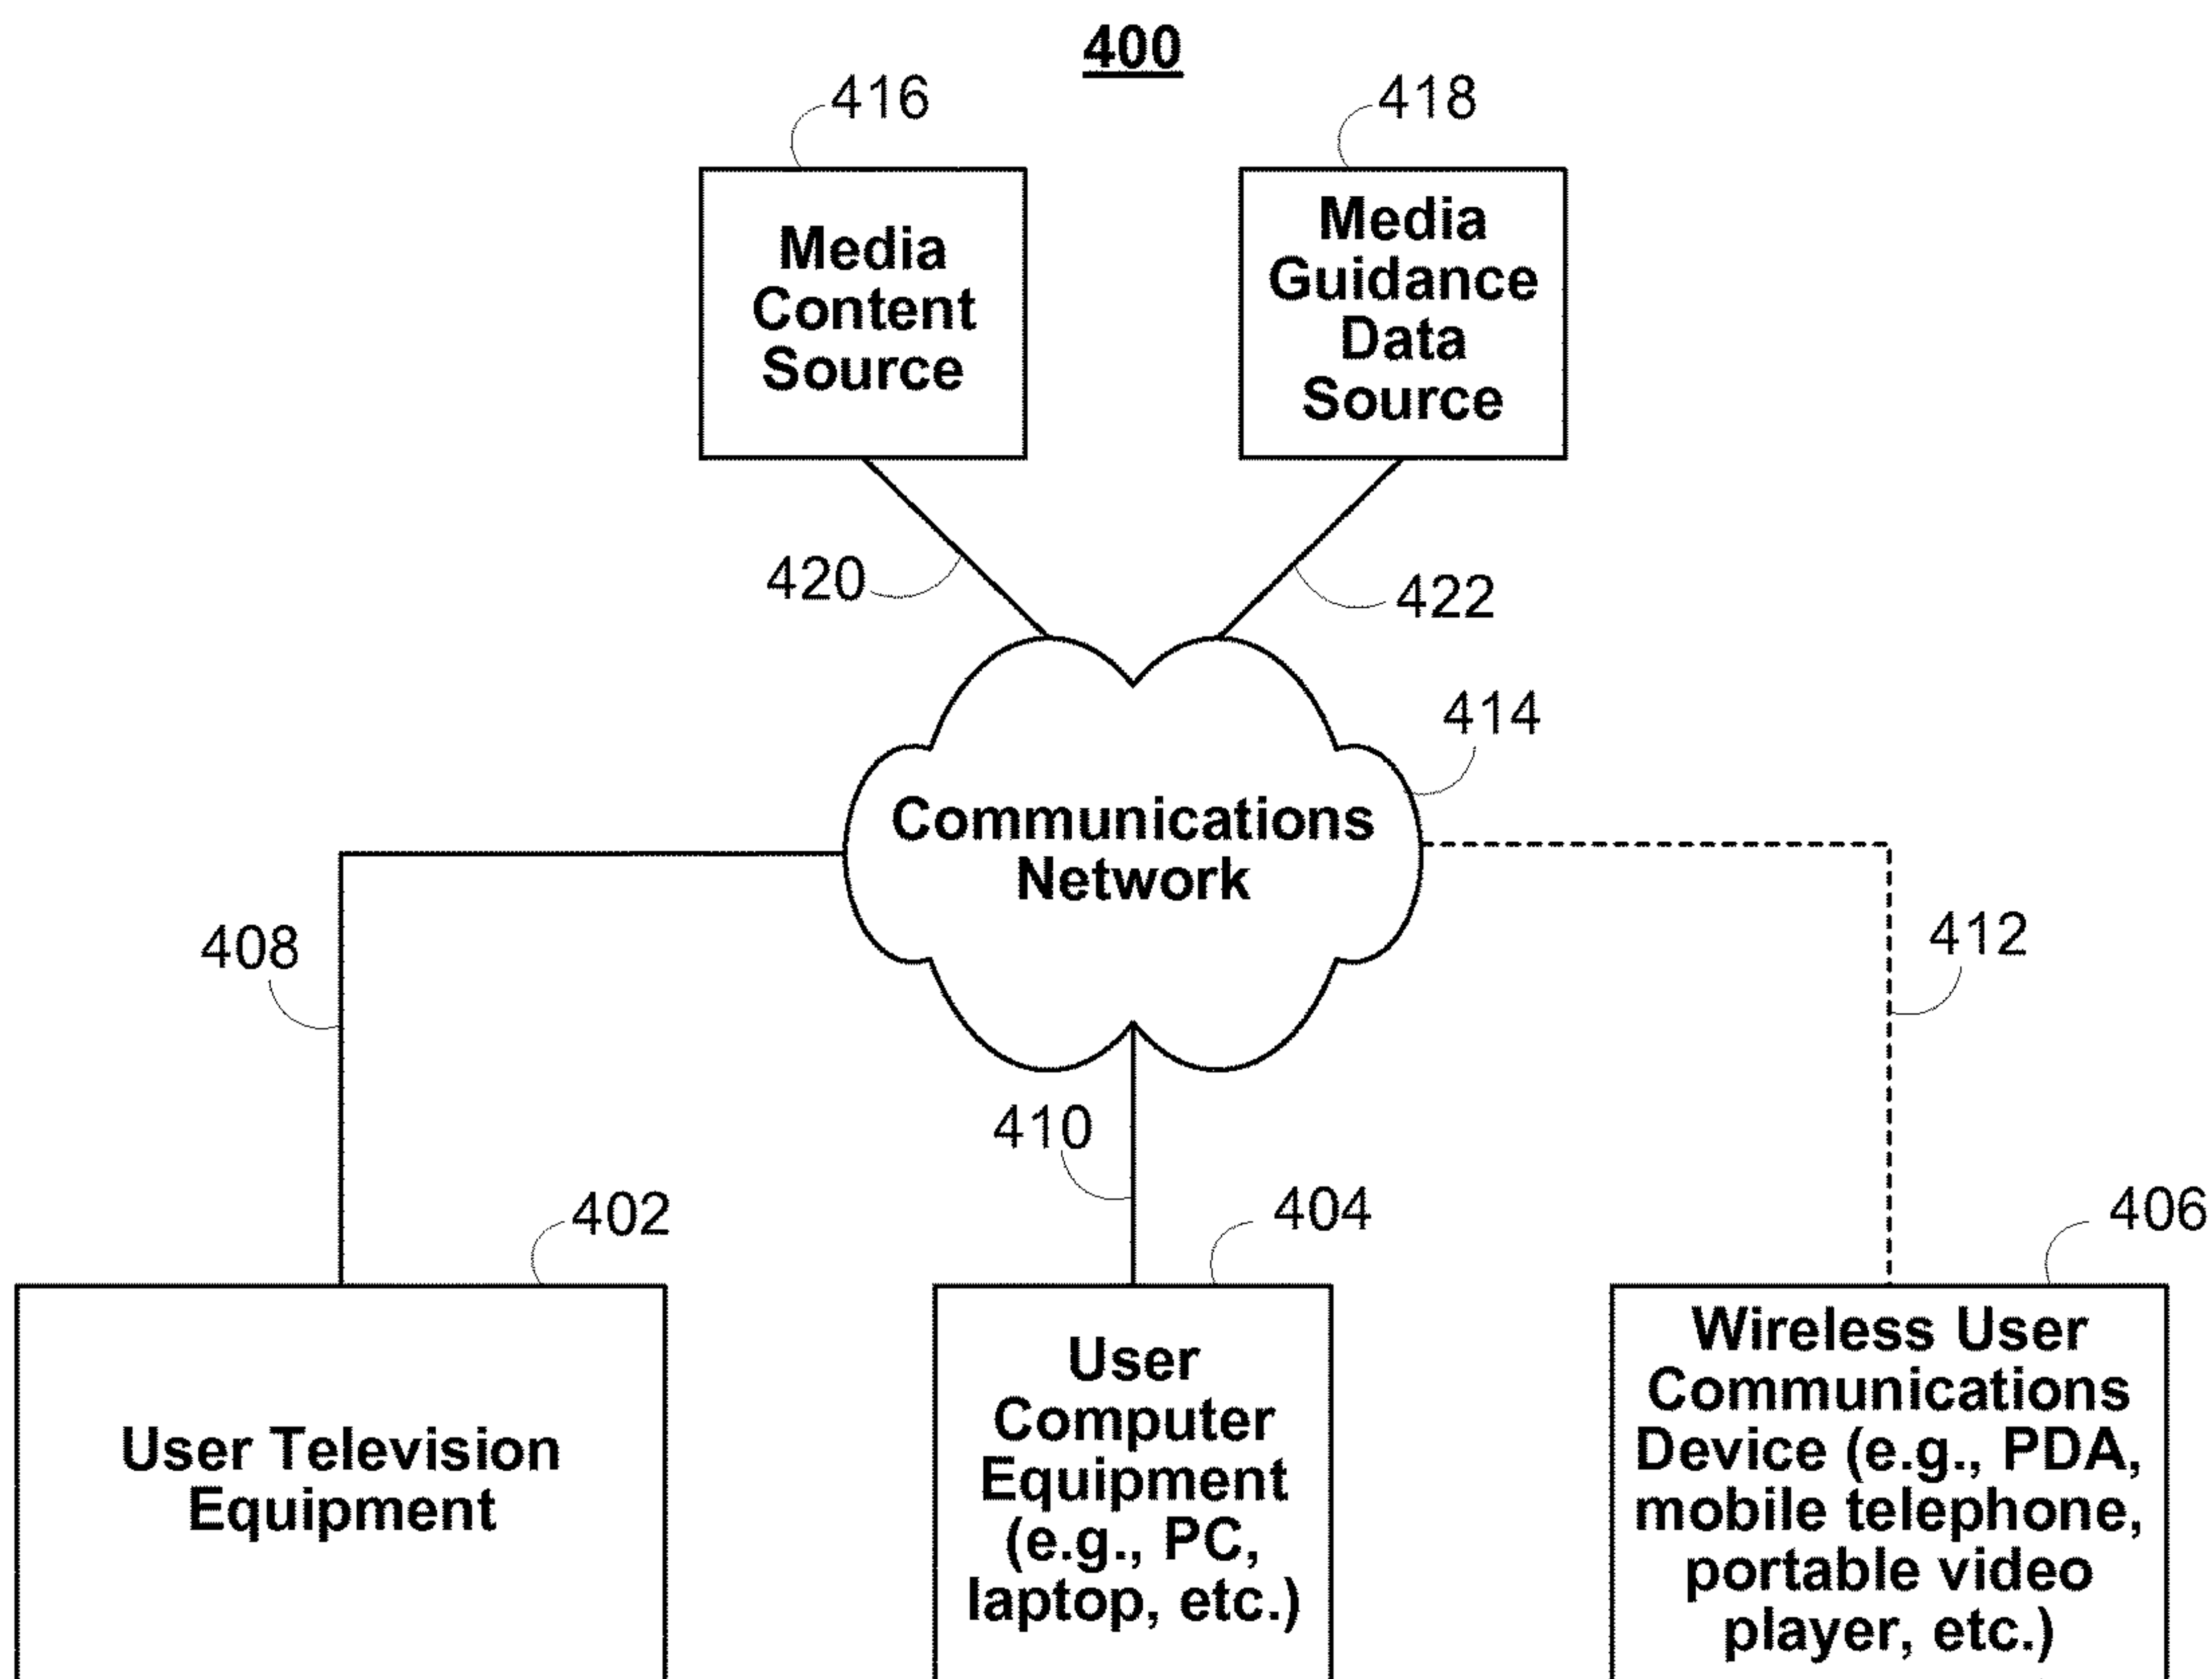 400
416
418
Media
Content
Source
Media
Guidance
Data
Source
420
422
414
Communications
Network
408
412
410
402
404
406
User Television
Equipment
User
Computer
Equipment
(e.g., PC,
laptop, etc.)
Wireless User
Communications
Device (e.g., PDA,
mobile telephone,
portable video
player, etc.)